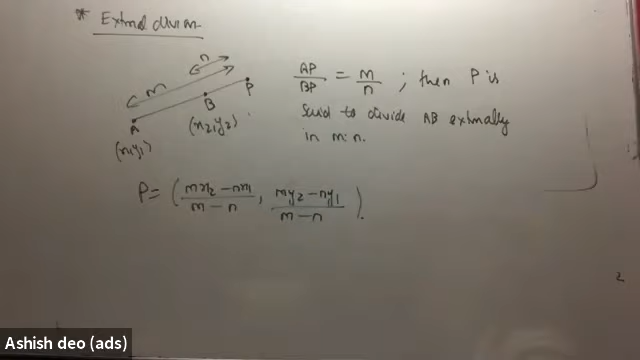 * External division
n
m
A B P
(x1,y1) (x2,y2)
AP/BP = m/n ; then P is
said to divide AB externally
in m:n.
P = ( mx2 - nx1 / m - n , my2 - ny1 / m - n ).
2
Ashish deo (ads)